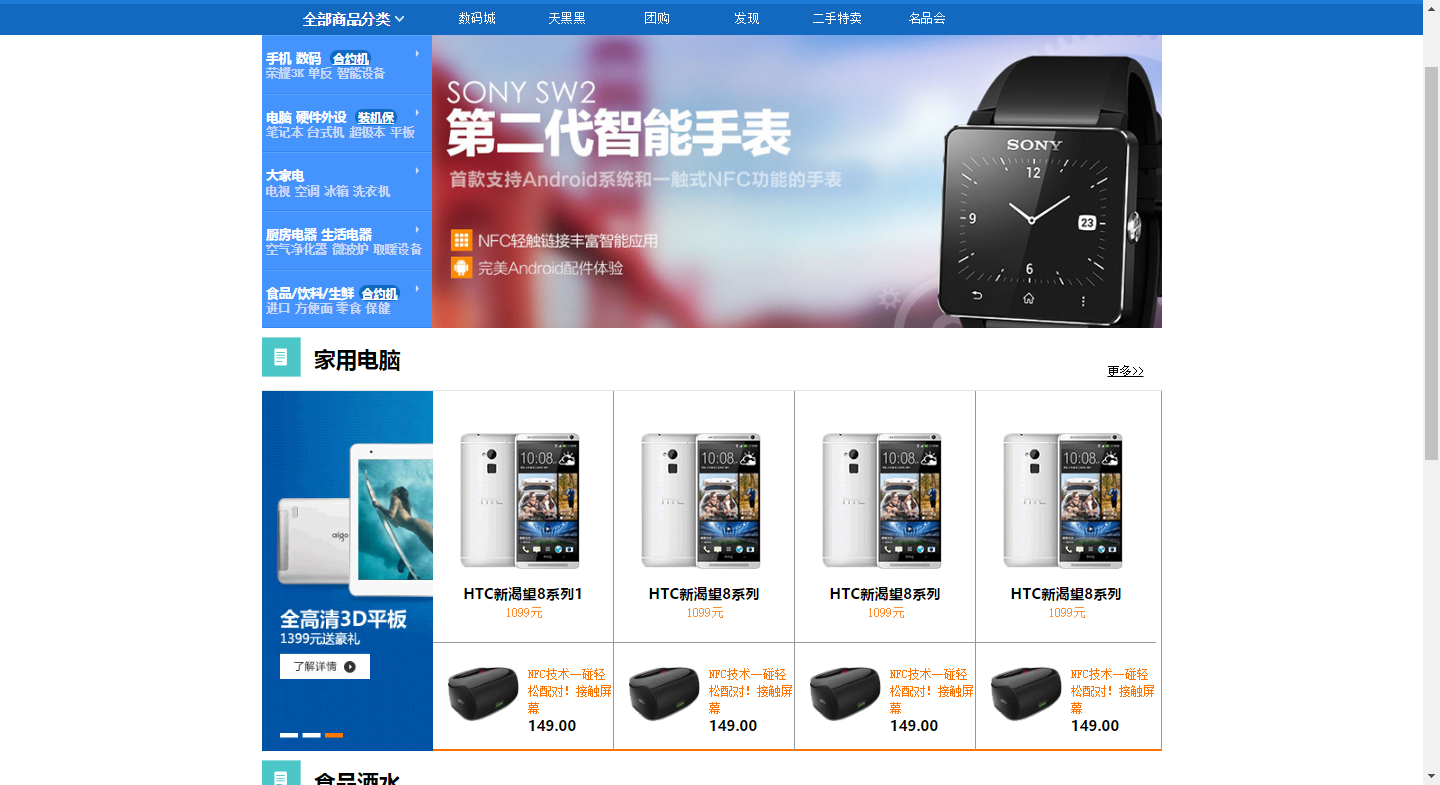 全部商品分类 数码城 天黑黑 团购 发现 二手特卖 名品会
手机 数码 合约机
荣耀3K 单反 智能设备
电脑 硬件外设 装机保
笔记本 台式机 超极本 平板
大家电
电视 空调 冰箱 洗衣机
厨房电器 生活电器
空气净化器 微波炉 取暖设备
食品/饮料/生鲜 合约机
进口 方便面 零食 保健
SONY SW2
第二代智能手表
首款支持Android系统和一触式NFC功能的手表
NFC轻触链接丰富智能应用
完美Android配件体验
SONY
12
9
23
6
家用电脑
更多>>
aigo
全高清3D平板
1399元送豪礼
了解详情
10:08
hTC
HTC新渴望8系列1
1099元
10:08
hTC
HTC新渴望8系列
1099元
10:08
hTC
HTC新渴望8系列
1099元
10:08
hTC
HTC新渴望8系列
1099元
NFC技术一碰轻
松配对！接触屏
幕
149.00
NFC技术一碰轻
松配对！接触屏
幕
149.00
NFC技术一碰轻
松配对！接触屏
幕
149.00
NFC技术一碰轻
松配对！接触屏
幕
149.00
食品酒水